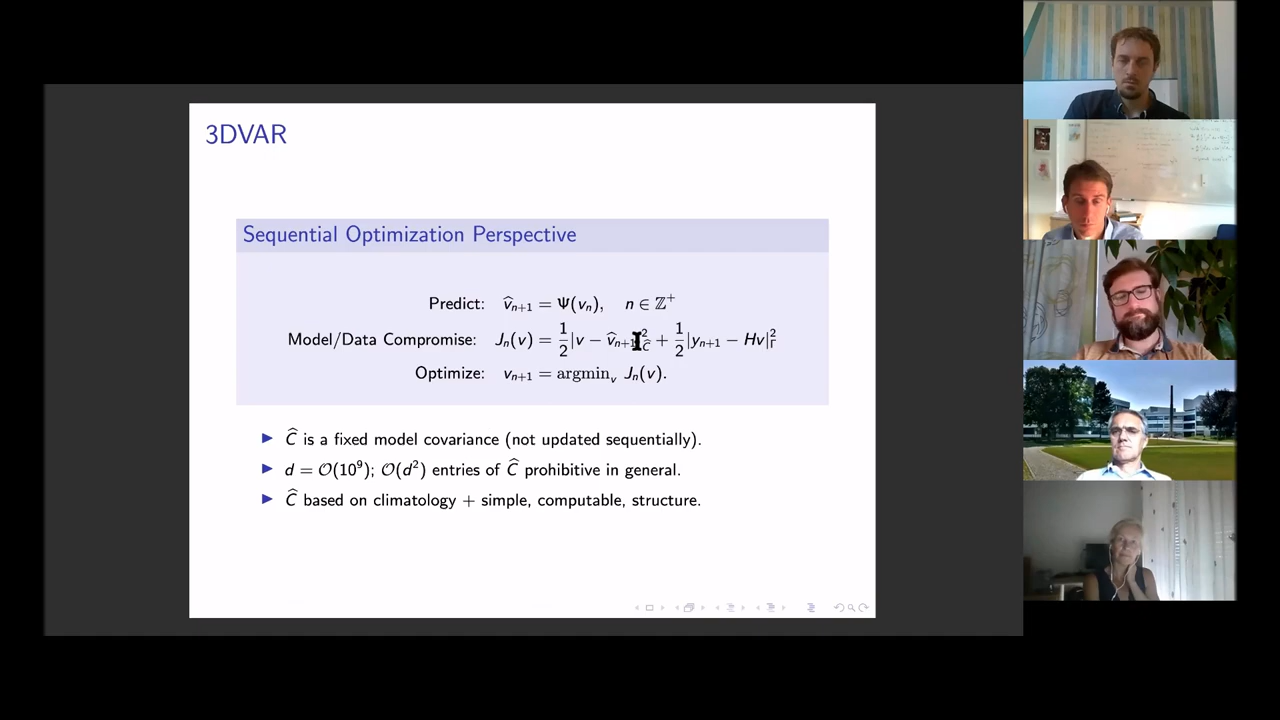 3DVAR
Sequential Optimization Perspective
Predict: v̂ₙ₊₁ = Ψ(vₙ), n ∈ ℤ⁺
Model/Data Compromise: Jₙ(v) = 1/2|v − v̂ₙ₊₁|²_Ĉ + 1/2|yₙ₊₁ − Hv|²_Γ
Optimize: vₙ₊₁ = argminᵥ Jₙ(v).
▶ Ĉ is a fixed model covariance (not updated sequentially).
▶ d = 𝒪(10⁹); 𝒪(d²) entries of Ĉ prohibitive in general.
▶ Ĉ based on climatology + simple, computable, structure.